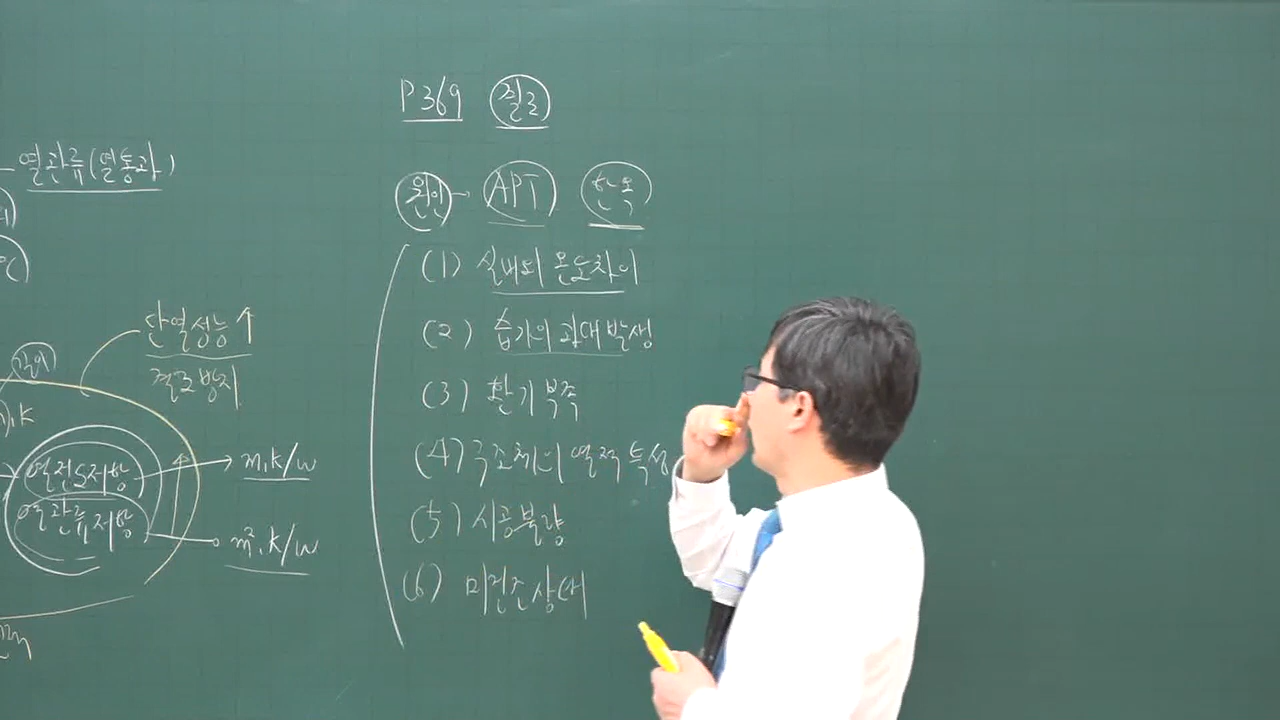 P369 결로
원인 → APT 한옥
(1) 실내외 온도차이
(2) 습기의 과대발생
(3) 환기부족
(4) 구조체의 열적특성
(5) 시공불량
(6) 미건조상태
열관류(열통과)
단열성능↑
결로방지
길이
열전도저항 → m.k/w
열관류저항 m².k/w